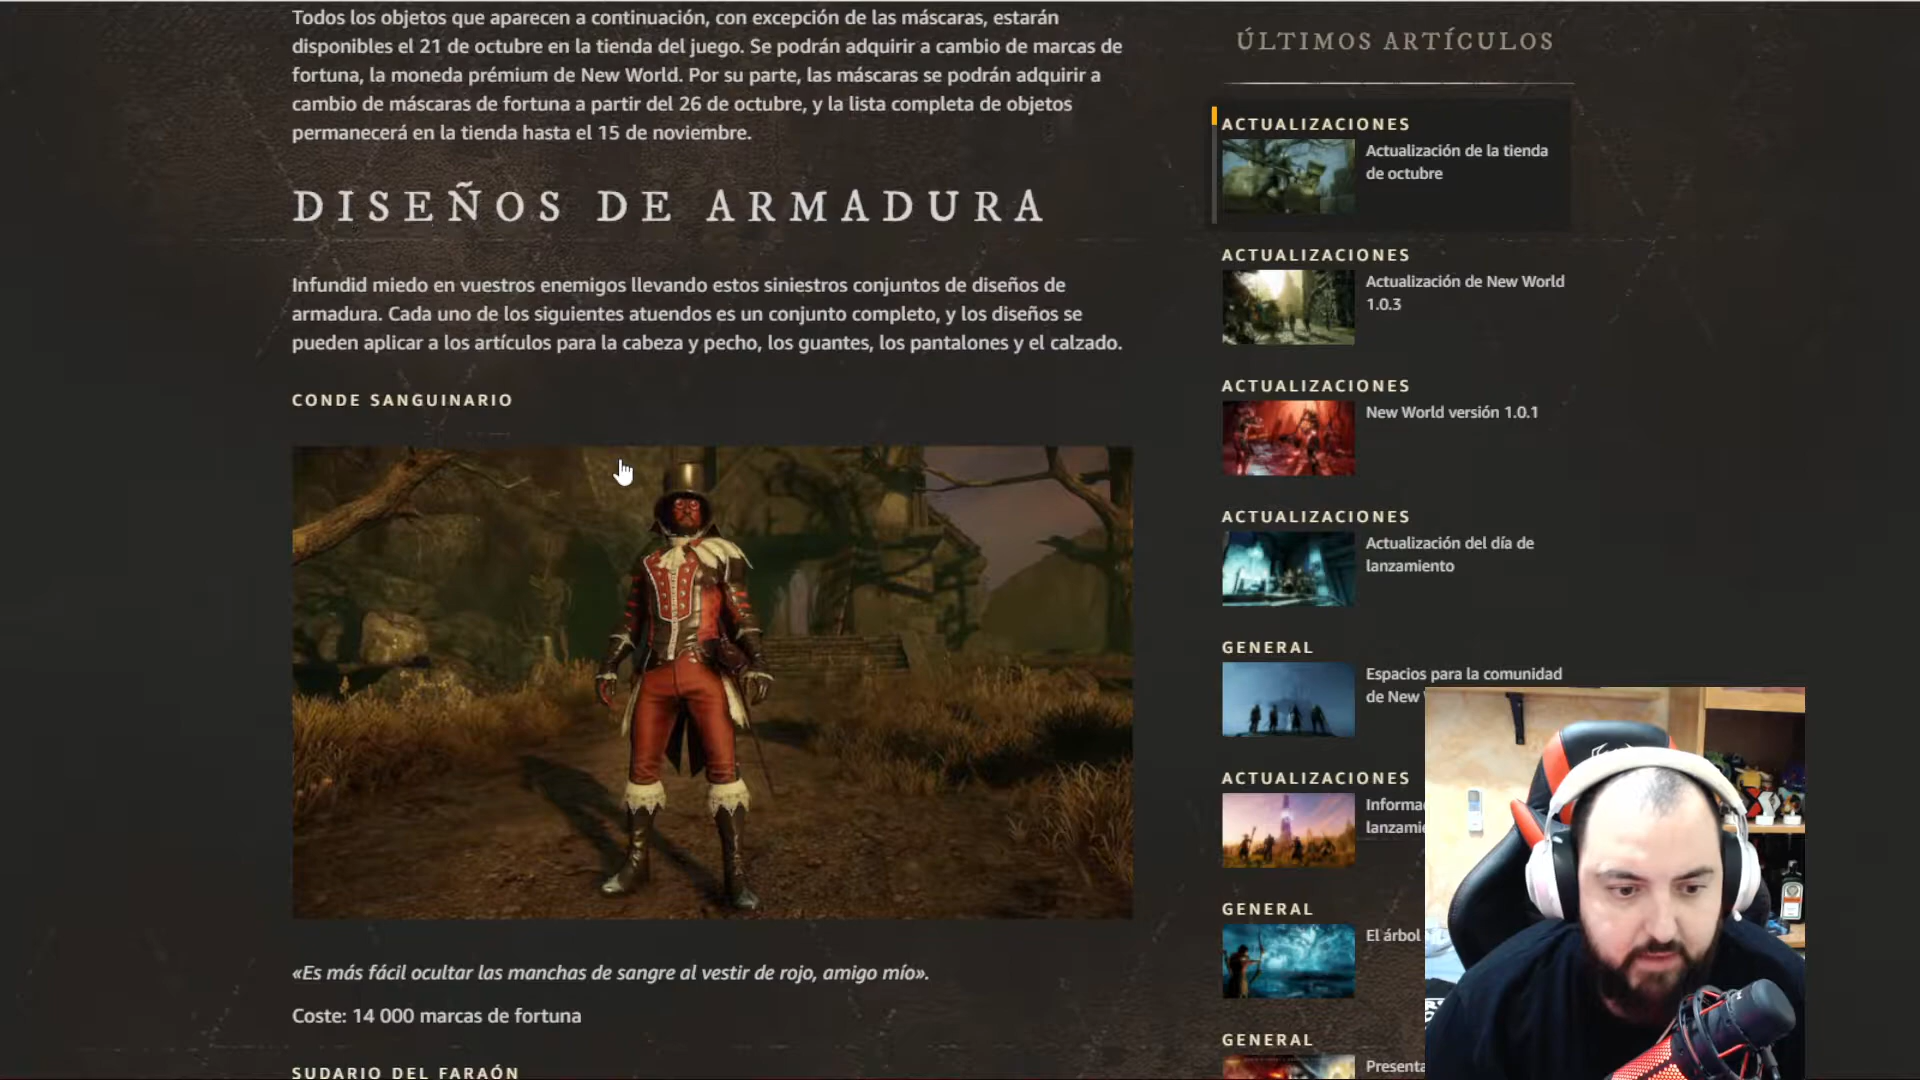 Todos los objetos que aparecen a continuación, con excepción de las máscaras, estarán
disponibles el 21 de octubre en la tienda del juego. Se podrán adquirir a cambio de marcas de
fortuna, la moneda prémium de New World. Por su parte, las máscaras se podrán adquirir a
cambio de máscaras de fortuna a partir del 26 de octubre, y la lista completa de objetos
permanecerá en la tienda hasta el 15 de noviembre.
DISEÑOS DE ARMADURA
Infundid miedo en vuestros enemigos llevando estos siniestros conjuntos de diseños de
armadura. Cada uno de los siguientes atuendos es un conjunto completo, y los diseños se
pueden aplicar a los artículos para la cabeza y pecho, los guantes, los pantalones y el calzado.
CONDE SANGUINARIO
«Es más fácil ocultar las manchas de sangre al vestir de rojo, amigo mío».
Coste: 14 000 marcas de fortuna
SUDARIO DEL FARAÓN
ÚLTIMOS ARTÍCULOS
ACTUALIZACIONES
Actualización de la tienda
de octubre
ACTUALIZACIONES
Actualización de New World
1.0.3
ACTUALIZACIONES
New World versión 1.0.1
ACTUALIZACIONES
Actualización del día de
lanzamiento
GENERAL
Espacios para la comunidad
de New
ACTUALIZACIONES
GENERAL
El árbol
GENERAL